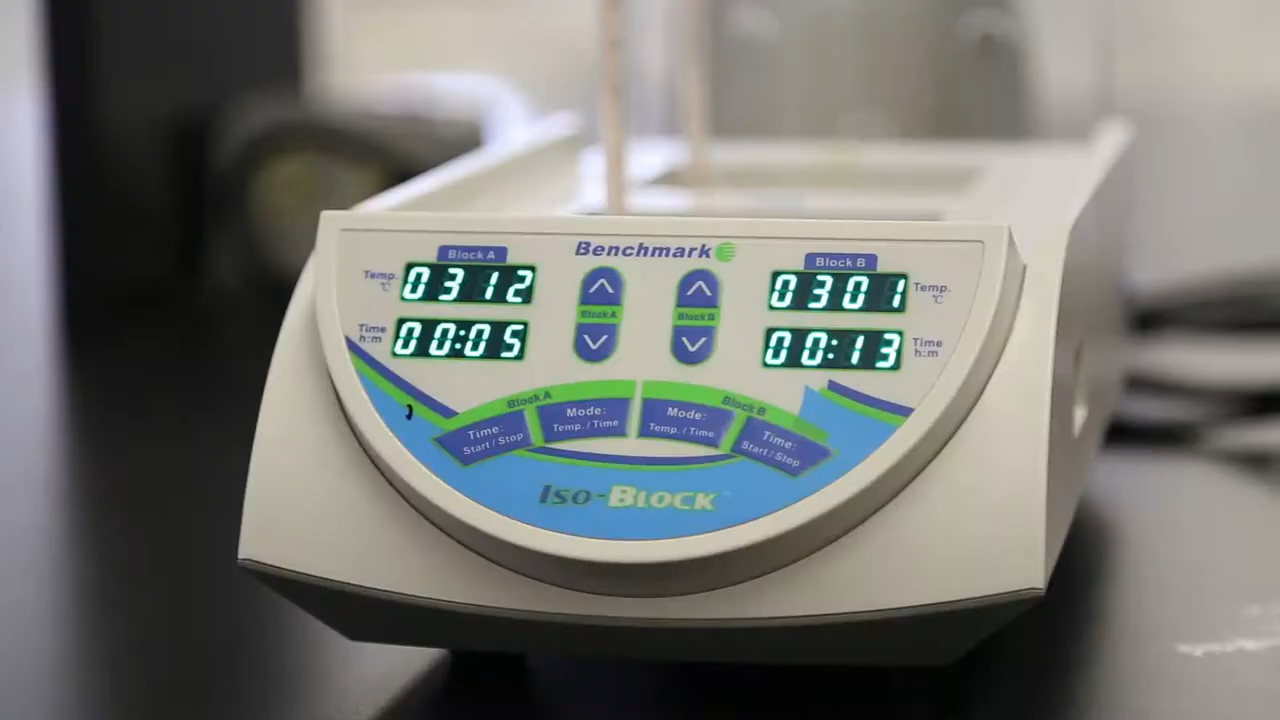 Block A
Temp.
℃
0312
Time
h:m
00:05
Benchmark
Block A
Block B
Block B
0301
Temp.
℃
00:13
Time
h:m
Block A
Time:
Start / Stop
Mode:
Temp. / Time
Block B
Mode:
Temp. / Time
Time:
Start / Stop
Iso-Block